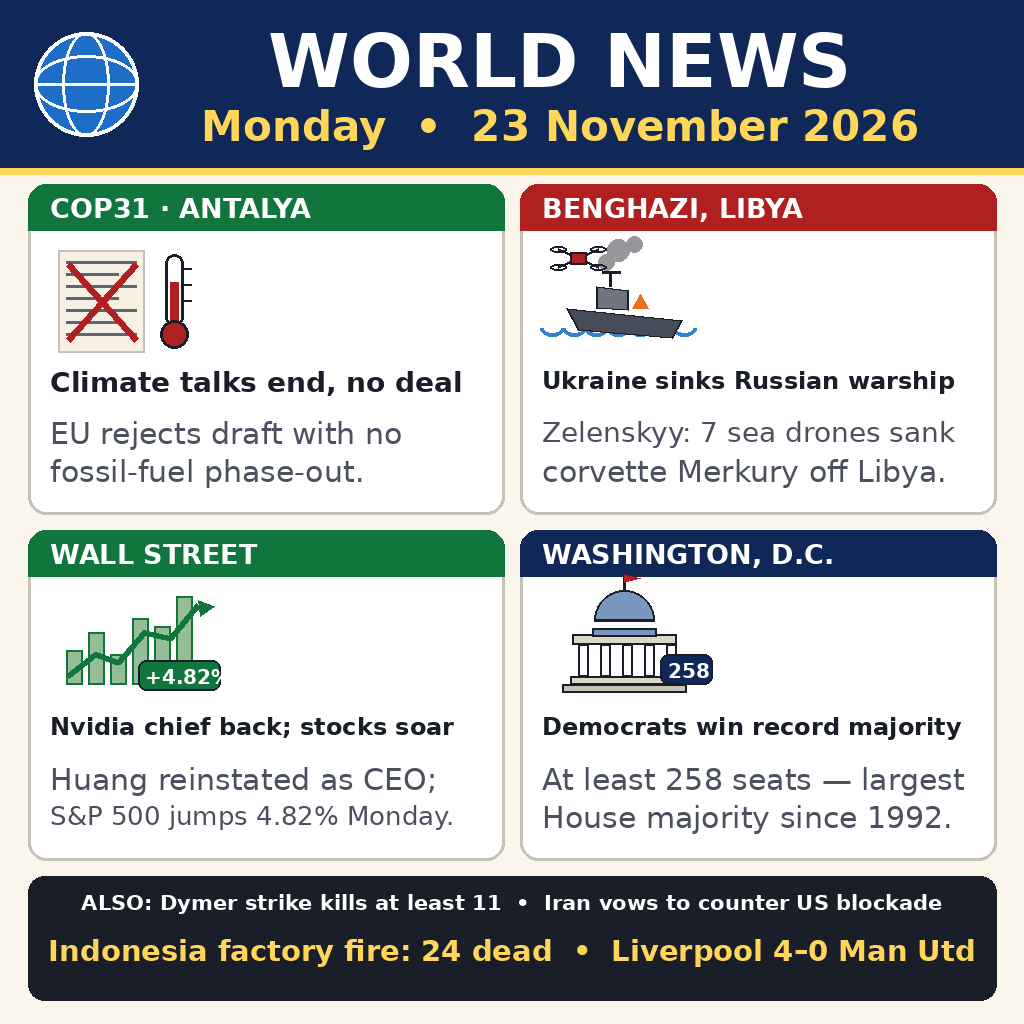 WORLD NEWS
Monday • 23 November 2026
COP31 · ANTALYA
Climate talks end, no deal
EU rejects draft with no
fossil-fuel phase-out.
BENGHAZI, LIBYA
Ukraine sinks Russian warship
Zelenskyy: 7 sea drones sank
corvette Merkury off Libya.
WALL STREET
+4.82%
Nvidia chief back; stocks soar
Huang reinstated as CEO;
S&P 500 jumps 4.82% Monday.
WASHINGTON, D.C.
258
Democrats win record majority
At least 258 seats — largest
House majority since 1992.
ALSO: Dymer strike kills at least 11 • Iran vows to counter US blockade
Indonesia factory fire: 24 dead • Liverpool 4–0 Man Utd